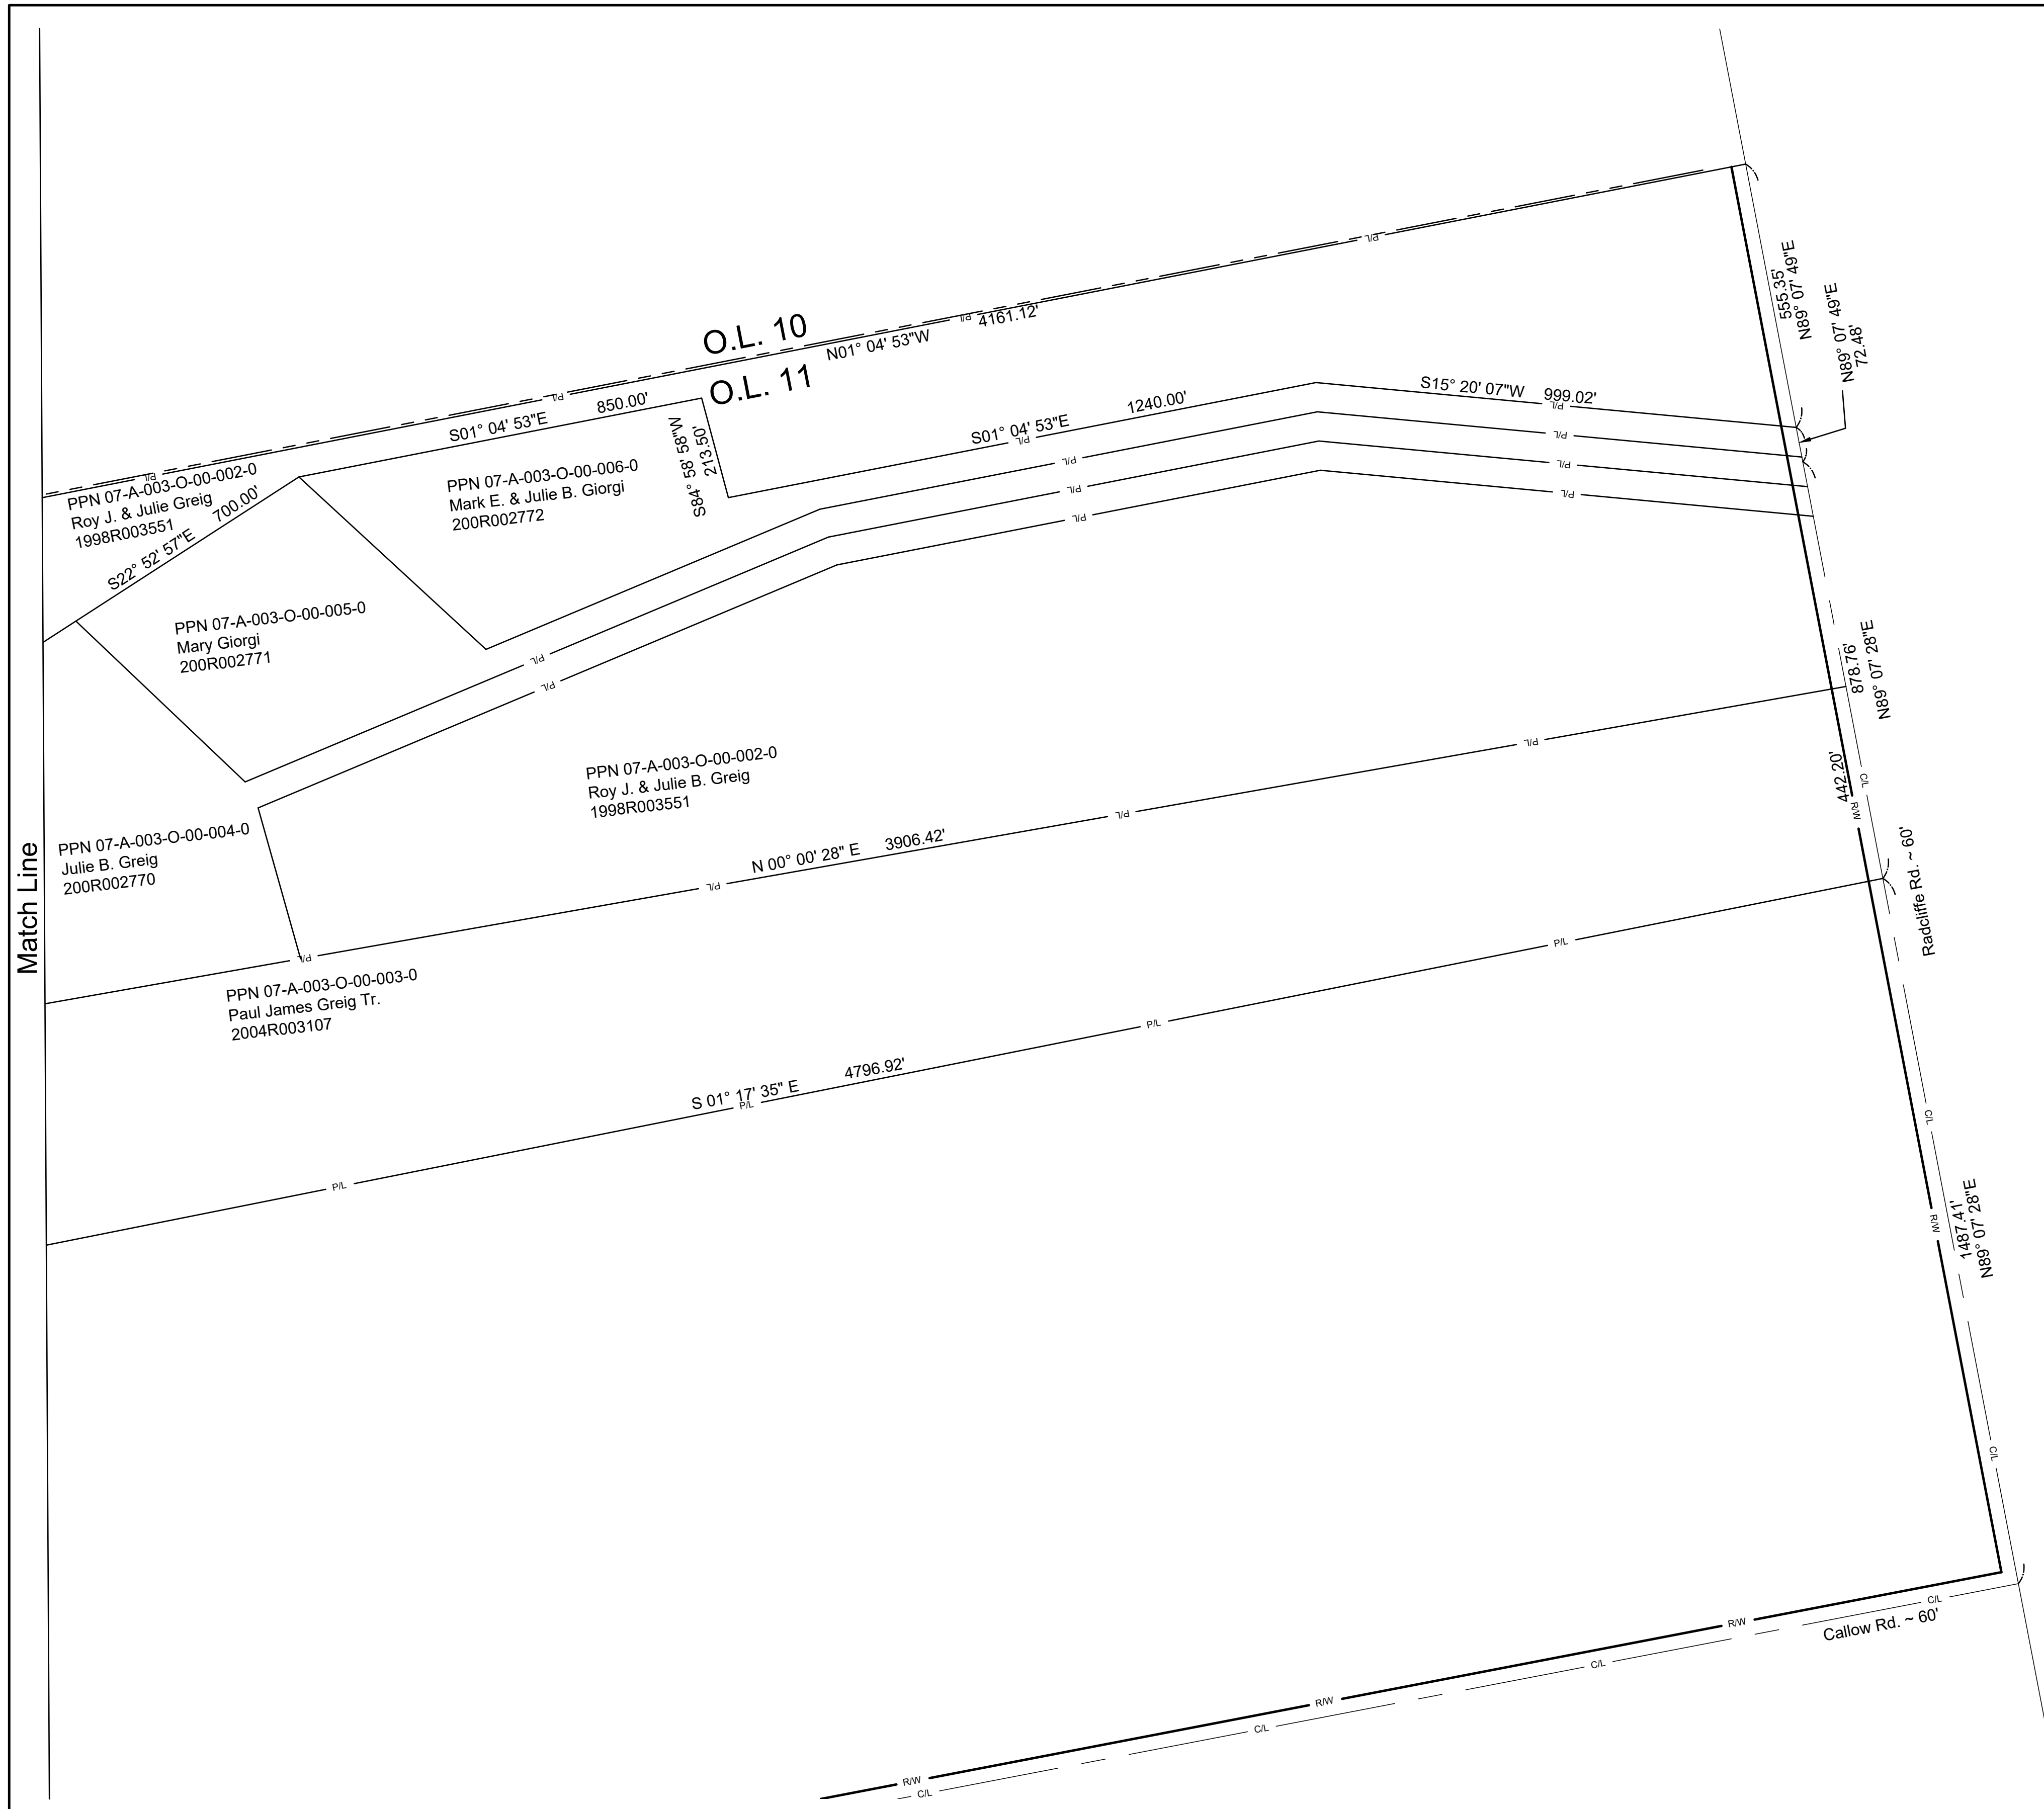 O.L. 10
O.L. 11
N01° 04' 53"W
4161.12'
P/L
P/L
P/L
P/L
S01° 04' 53"E
850.00'
PPN 07-A-003-O-00-002-0
Roy J. & Julie Greig
1998R003551
S22° 52' 57"E
700.00'
PPN 07-A-003-O-00-006-0
Mark E. & Julie B. Giorgi
200R002772
S84° 58' 58"W
213.50'
S01° 04' 53"E
1240.00'
P/L
S15° 20' 07"W
999.02'
P/L
P/L
P/L
P/L
P/L
P/L
P/L
555.35'
N89° 07' 49"E
N89° 07' 49"E
72.48'
PPN 07-A-003-O-00-005-0
Mary Giorgi
200R002771
P/L
P/L
878.76'
N89° 07' 28"E
442.20'
C/L
R/W
PPN 07-A-003-O-00-002-0
Roy J. & Julie B. Greig
1998R003551
PPN 07-A-003-O-00-004-0
Julie B. Greig
200R002770
Match Line
N 00° 00' 28" E
3906.42'
P/L
P/L
P/L
P/L
Radcliffe Rd. ~ 60'
PPN 07-A-003-O-00-003-0
Paul James Greig Tr.
2004R003107
S 01° 17' 35" E
4796.92'
P/L
P/L
P/L
P/L
C/L
R/W
1487.41'
N89° 07' 28"E
C/L
C/L
Callow Rd. ~ 60'
R/W
C/L
R/W
C/L
R/W
C/L